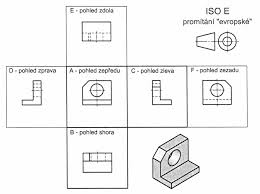 E - pohled zdola
ISO E
promítání "evropské"
D - pohled zprava
A - pohled zepředu
C - pohled zleva
F - pohled zezadu
B - pohled shora